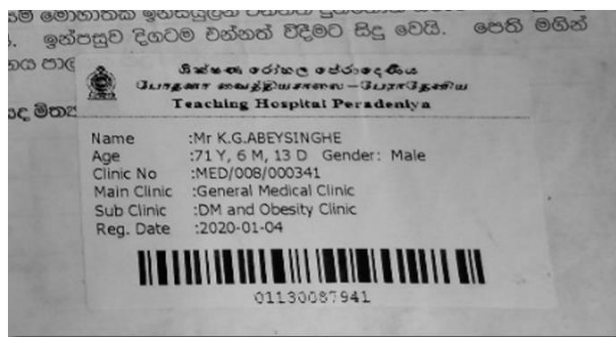 ඉන්පසුව දිගටම එන්නත් විදීමට සිදු වෙයි. පෙති මගින්
ශික්ෂණ රෝහල පේරාදෙණිය
போதனா வைத்தியசாலை – பேராதெனிய
Teaching Hospital Peradeniya
Name :Mr K.G.ABEYSINGHE
Age :71 Y, 6 M, 13 D Gender: Male
Clinic No :MED/008/000341
Main Clinic :General Medical Clinic
Sub Clinic :DM and Obesity Clinic
Reg. Date :2020-01-04
01130087941